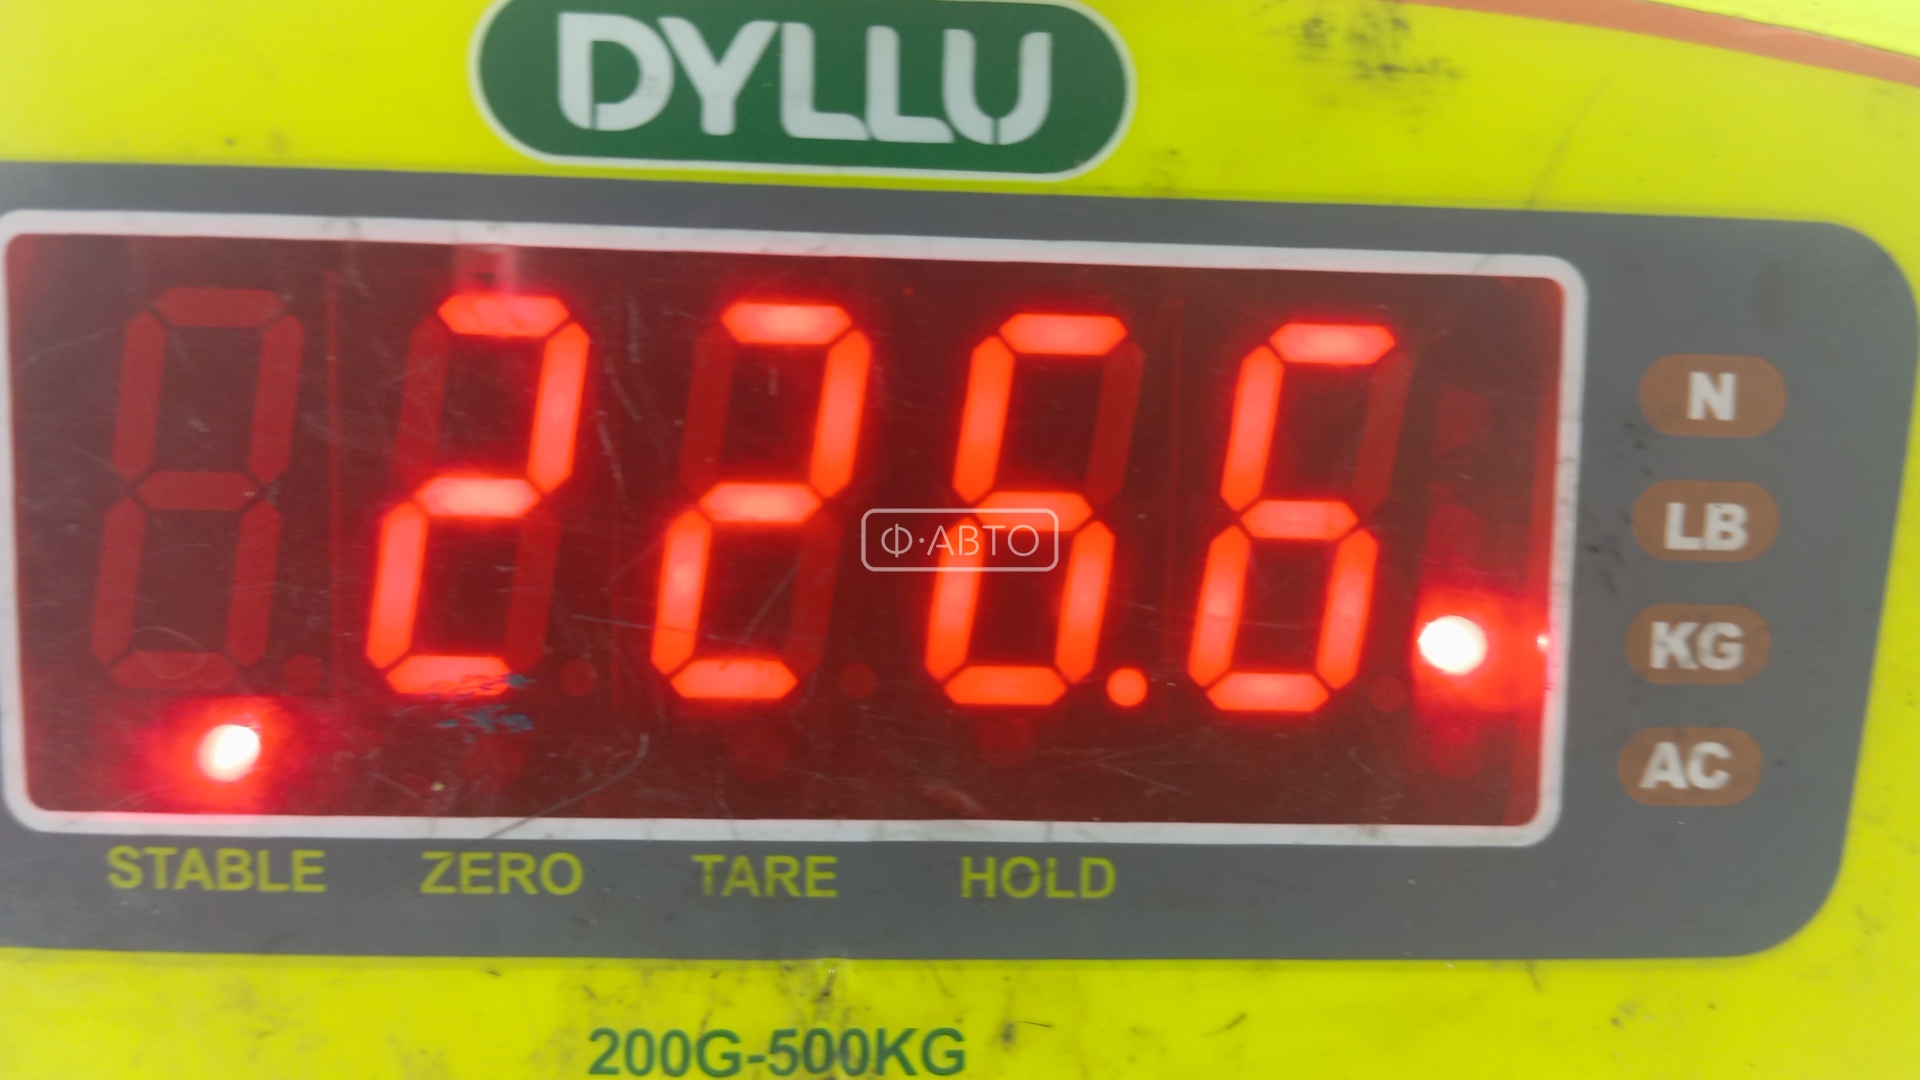 DYLLU
226.6
N
LB
Ф·АВТО
KG
AC
STABLE ZERO TARE HOLD
200G-500KG